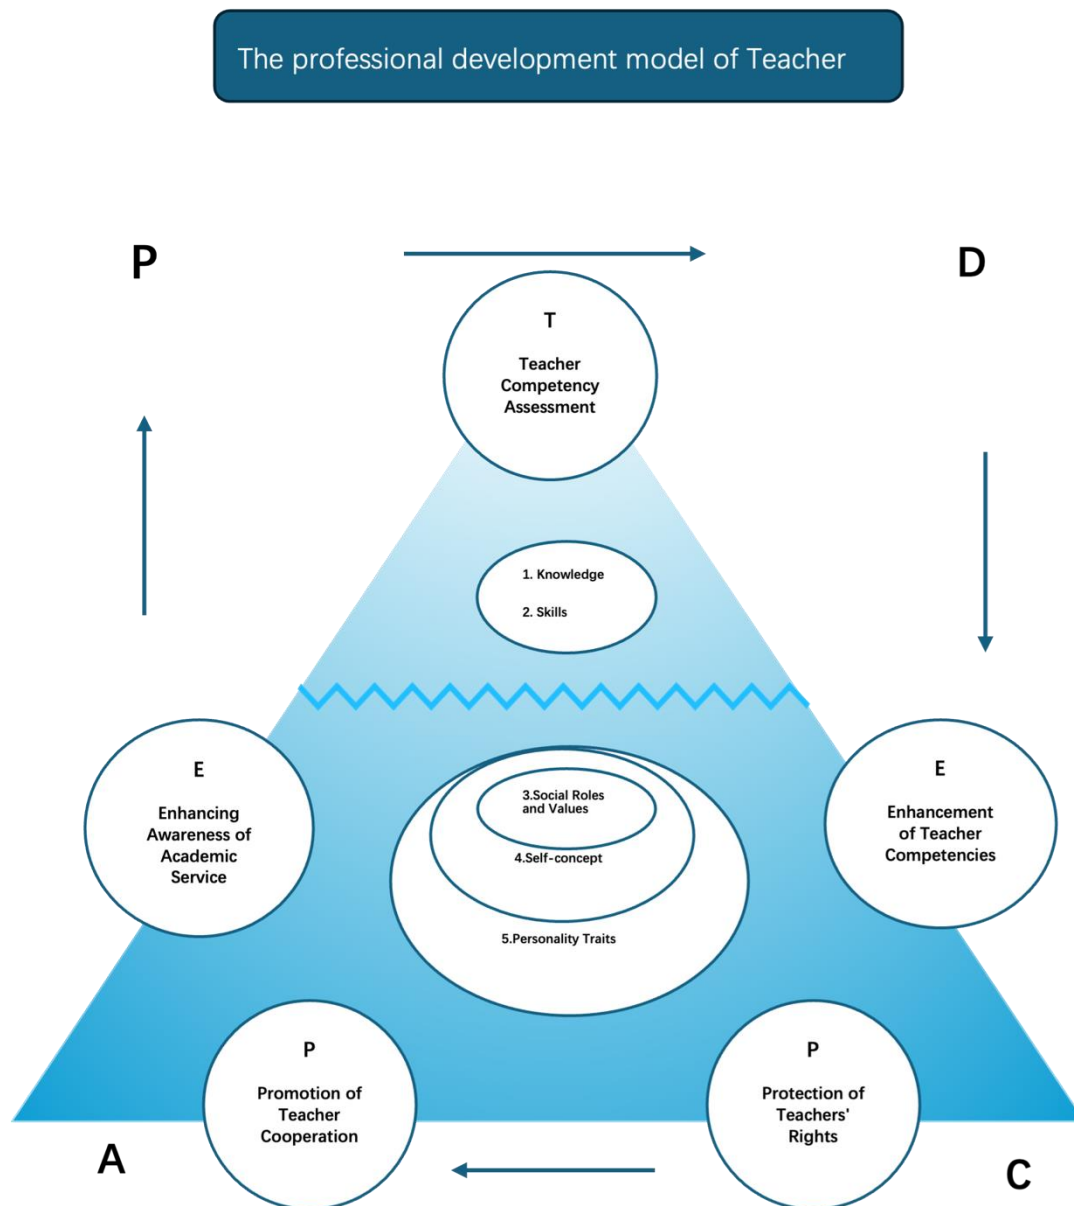 The professional development model of Teacher
P
D
T
Teacher
Competency
Assessment
1. Knowledge
2. Skills
E
Enhancing
Awareness of
Academic
Service
3.Social Roles
and Values
4.Self-concept
5.Personality Traits
E
Enhancement
of Teacher
Competencies
P
Promotion of
Teacher
Cooperation
P
Protection of
Teachers'
Rights
A
C